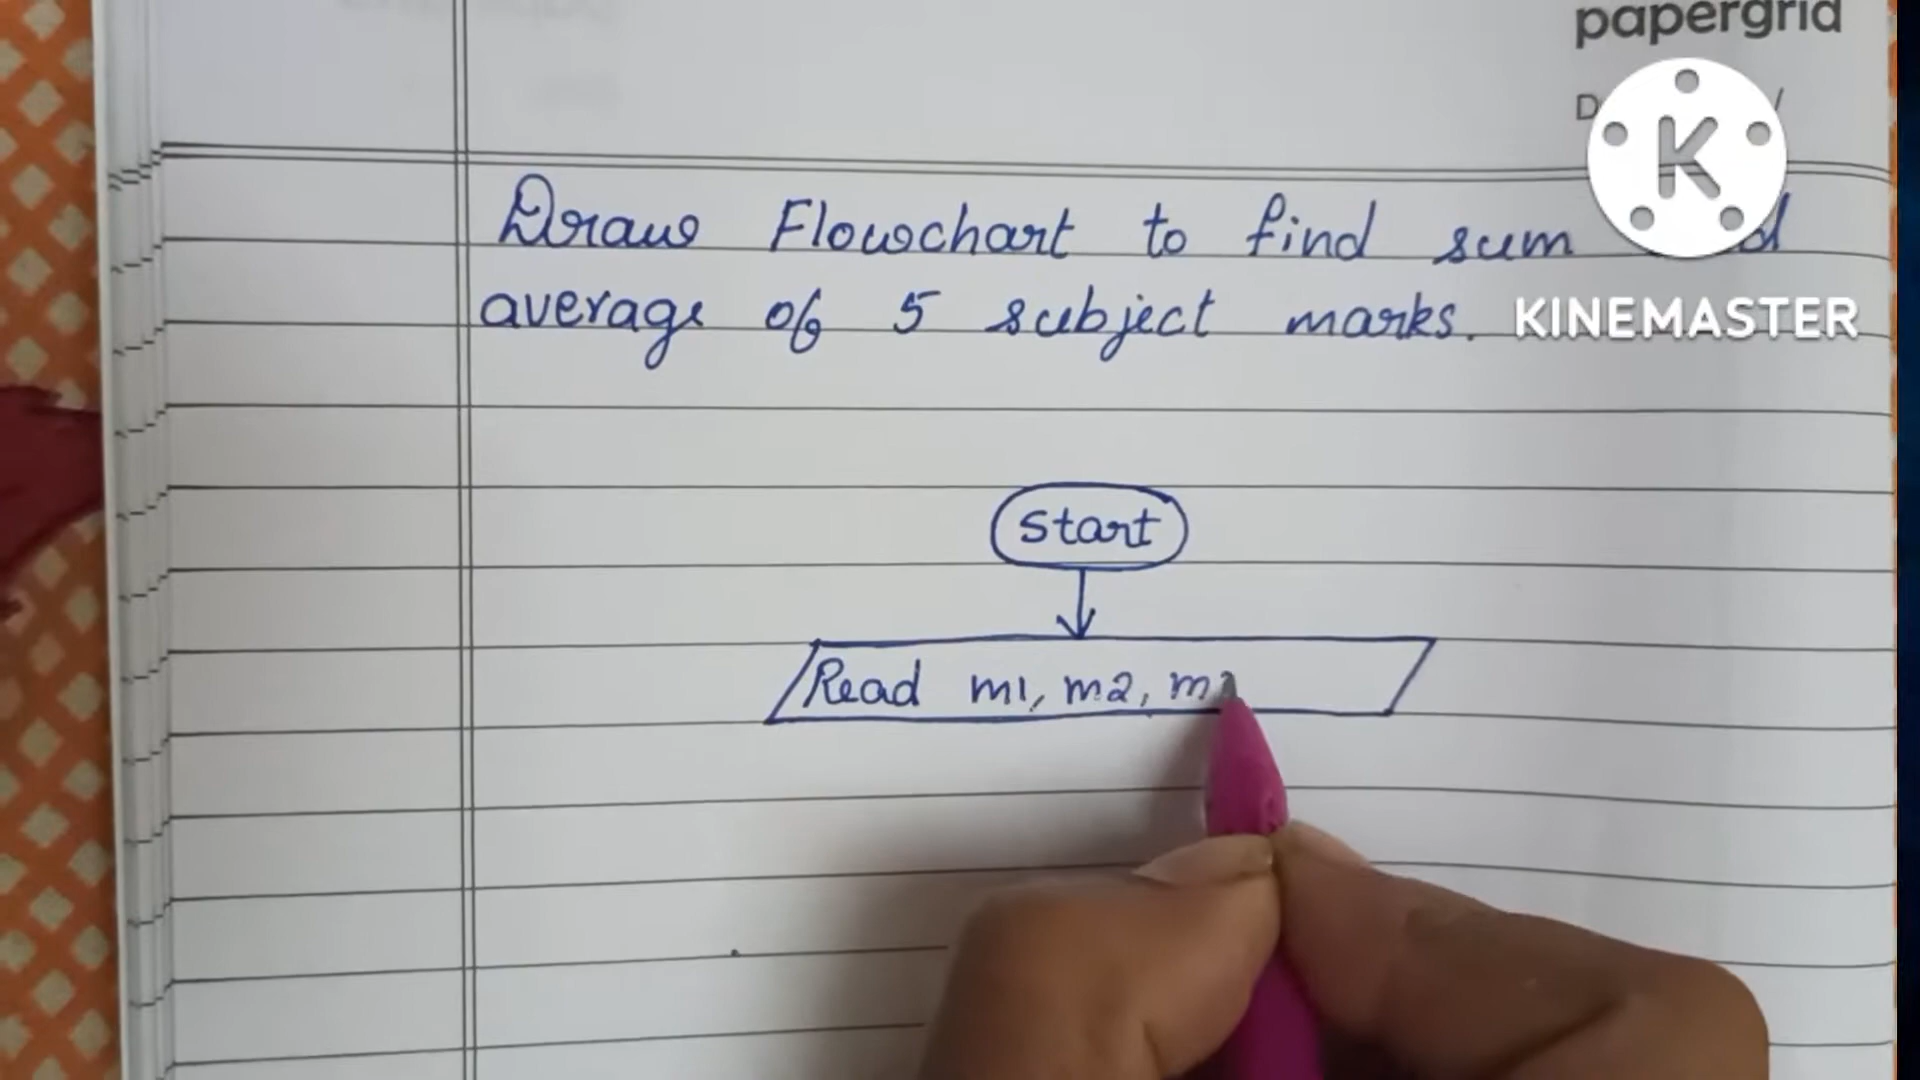 papergrid
Draw Flowchart to find sum
average of 5 subject marks.
KINEMASTER
Start
Read m1, m2,